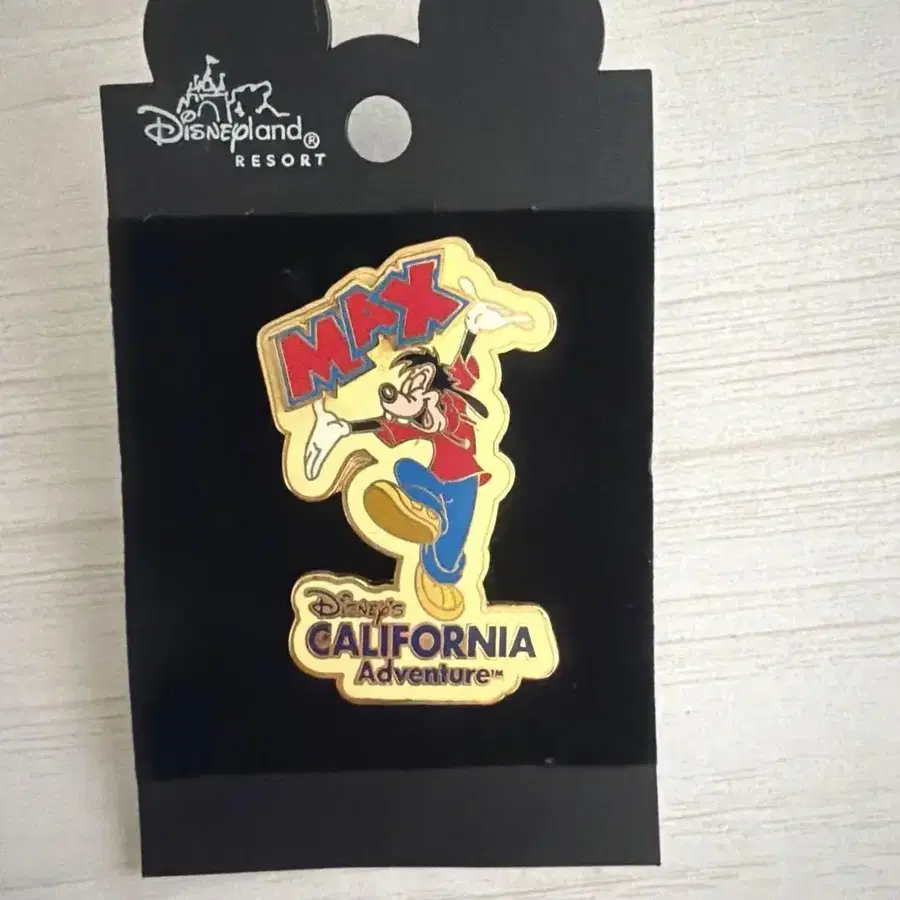 Disneyland®
RESORT
MAX
Disney's
CALIFORNIA
Adventure™